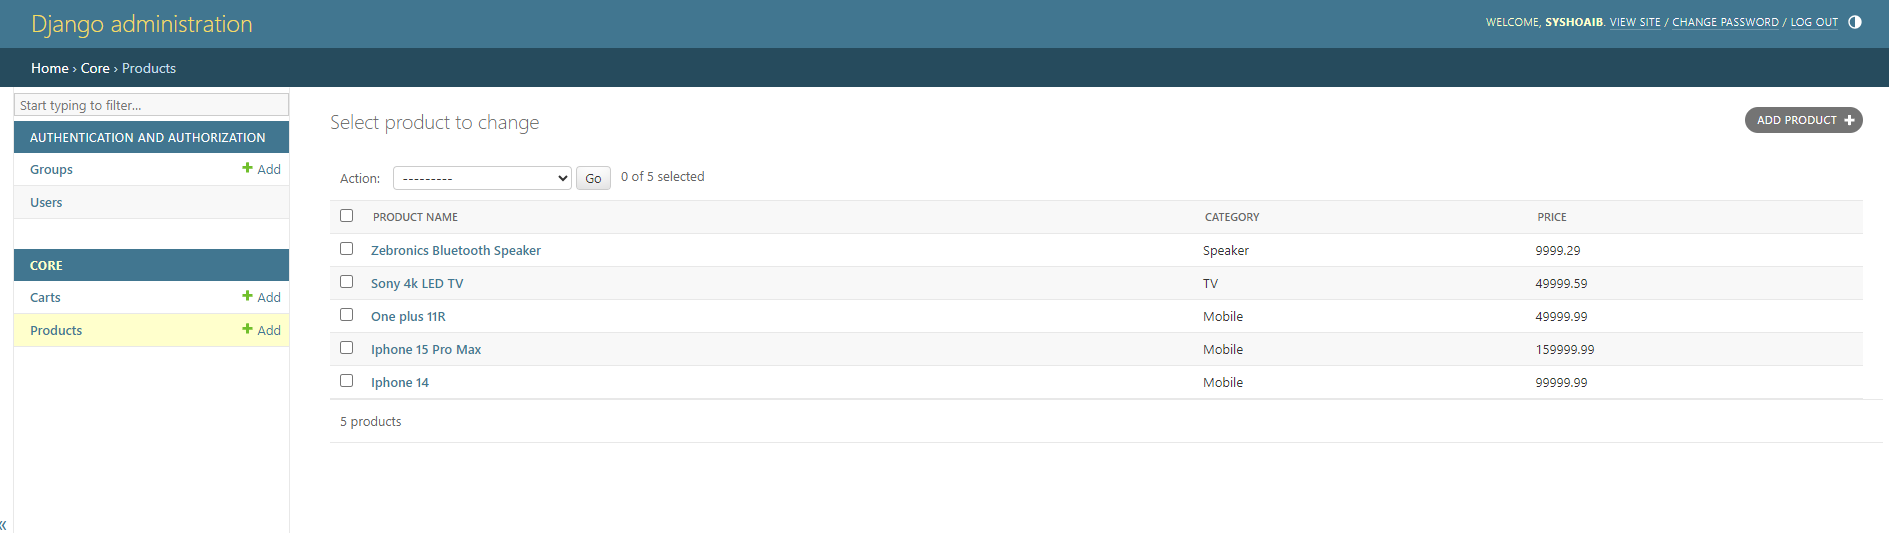 Django administration
WELCOME, SYSHOAIB. VIEW SITE / CHANGE PASSWORD / LOG OUT
Home › Core › Products
Start typing to filter...
AUTHENTICATION AND AUTHORIZATION
Groups + Add
Users
CORE
Carts + Add
Products + Add
«
Select product to change
ADD PRODUCT +
Action: --------- Go 0 of 5 selected
PRODUCT NAME CATEGORY PRICE
Zebronics Bluetooth Speaker Speaker 9999.29
Sony 4k LED TV TV 49999.59
One plus 11R Mobile 49999.99
Iphone 15 Pro Max Mobile 159999.99
Iphone 14 Mobile 99999.99
5 products